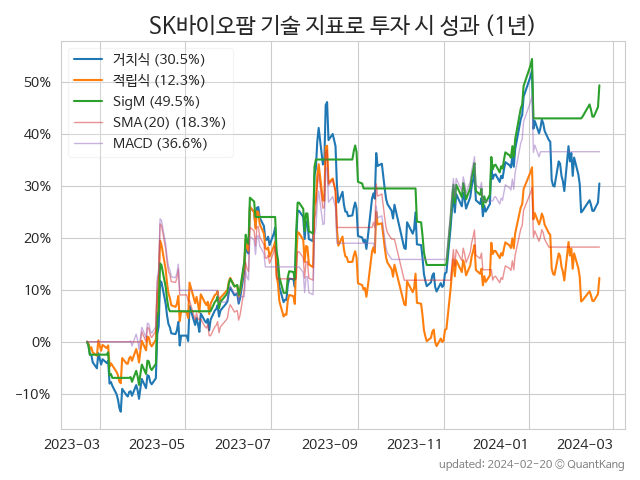 SK바이오팜 기술 지표로 투자 시 성과 (1년)
거치식 (30.5%)
적립식 (12.3%)
SigM (49.5%)
SMA(20) (18.3%)
MACD (36.6%)
50%
40%
30%
20%
10%
0%
−10%
2023-03 2023-05 2023-07 2023-09 2023-11 2024-01 2024-03
updated: 2024-02-20 ⓒ QuantKang